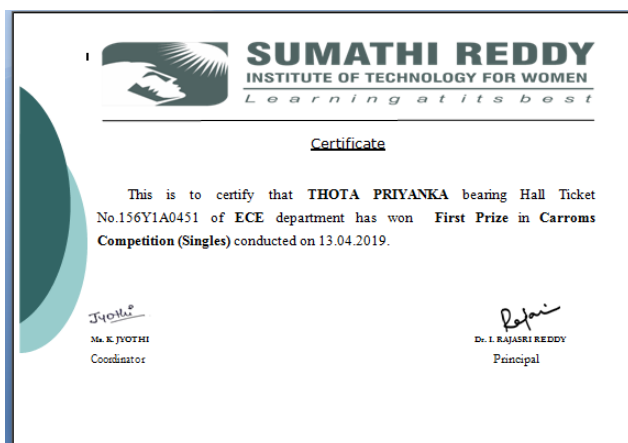 SUMATHI REDDY
INSTITUTE OF TECHNOLOGY FOR WOMEN
Learning at its best
Certificate
This is to certify that THOTA PRIYANKA bearing Hall Ticket
No.156Y1A0451 of ECE department has won First Prize in Carroms
Competition (Singles) conducted on 13.04.2019.
Jyothi Rajasri
Ms. K. JYOTHI Dr. I. RAJASRI REDDY
Coordinator Principal